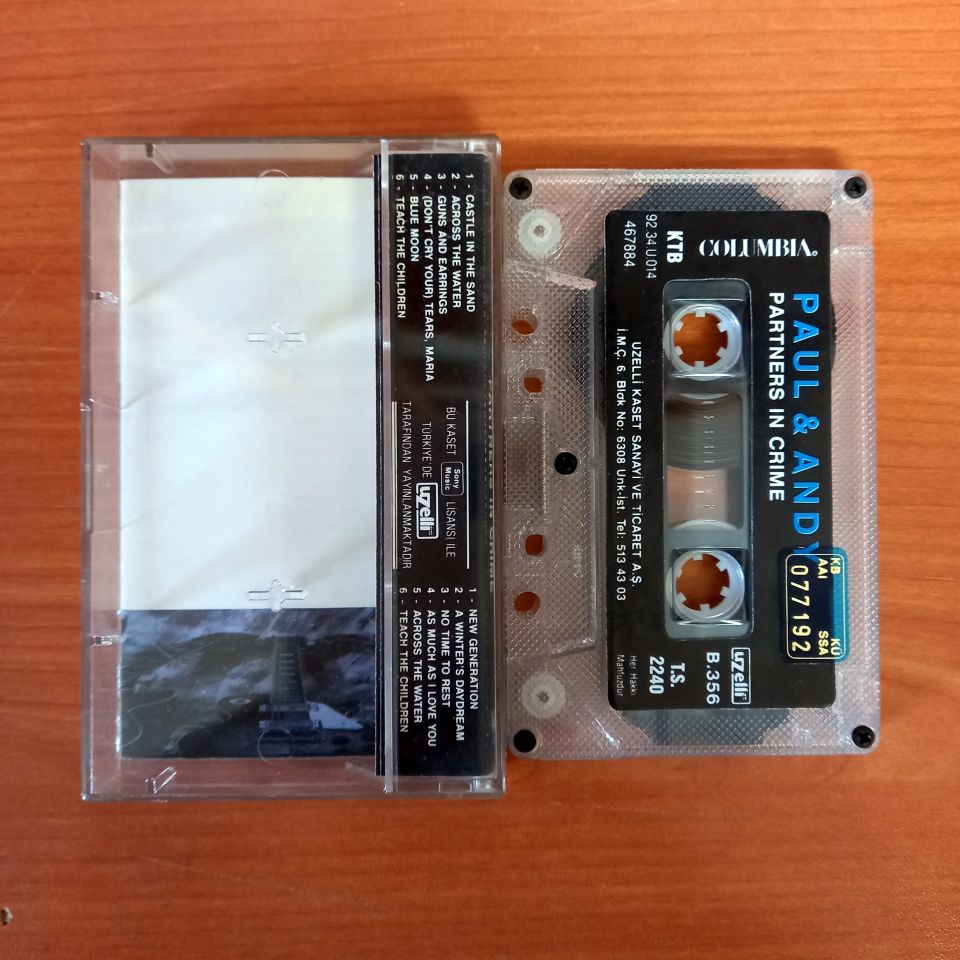 1 - CASTLE IN THE SAND
2 - ACROSS THE WATER
3 - GUNS AND EARRINGS
4 - (DON'T CRY YOUR) TEARS, MARIA
5 - BLUE MOON
6 - TEACH THE CHILDREN
PARTNERS IN CRIME
BU KASET Sony Music LİSANSI İLE
TÜRKİYE'DE uzelli
TARAFINDAN YAYINLANMAKTADIR
1 - NEW GENERATION
2 - A WINTER'S DAYDREAM
3 - NO TIME TO REST
4 - AS MUCH AS I LOVE YOU
5 - ACROSS THE WATER
6 - TEACH THE CHILDREN
PAUL & ANDY
PARTNERS IN CRIME
COLUMBIA
KTB
92.34.U.014
467884
UZELLİ KASET SANAYİ VE TİCARET A.Ş.
İ.M.Ç. 6. Blok No: 6308 Unk-İst. Tel: 513 43 03
uzelli
B.356
T.S.
2240
Her Hakkı
Mahfuzdur
KB KÜ
AAI SSA
077192